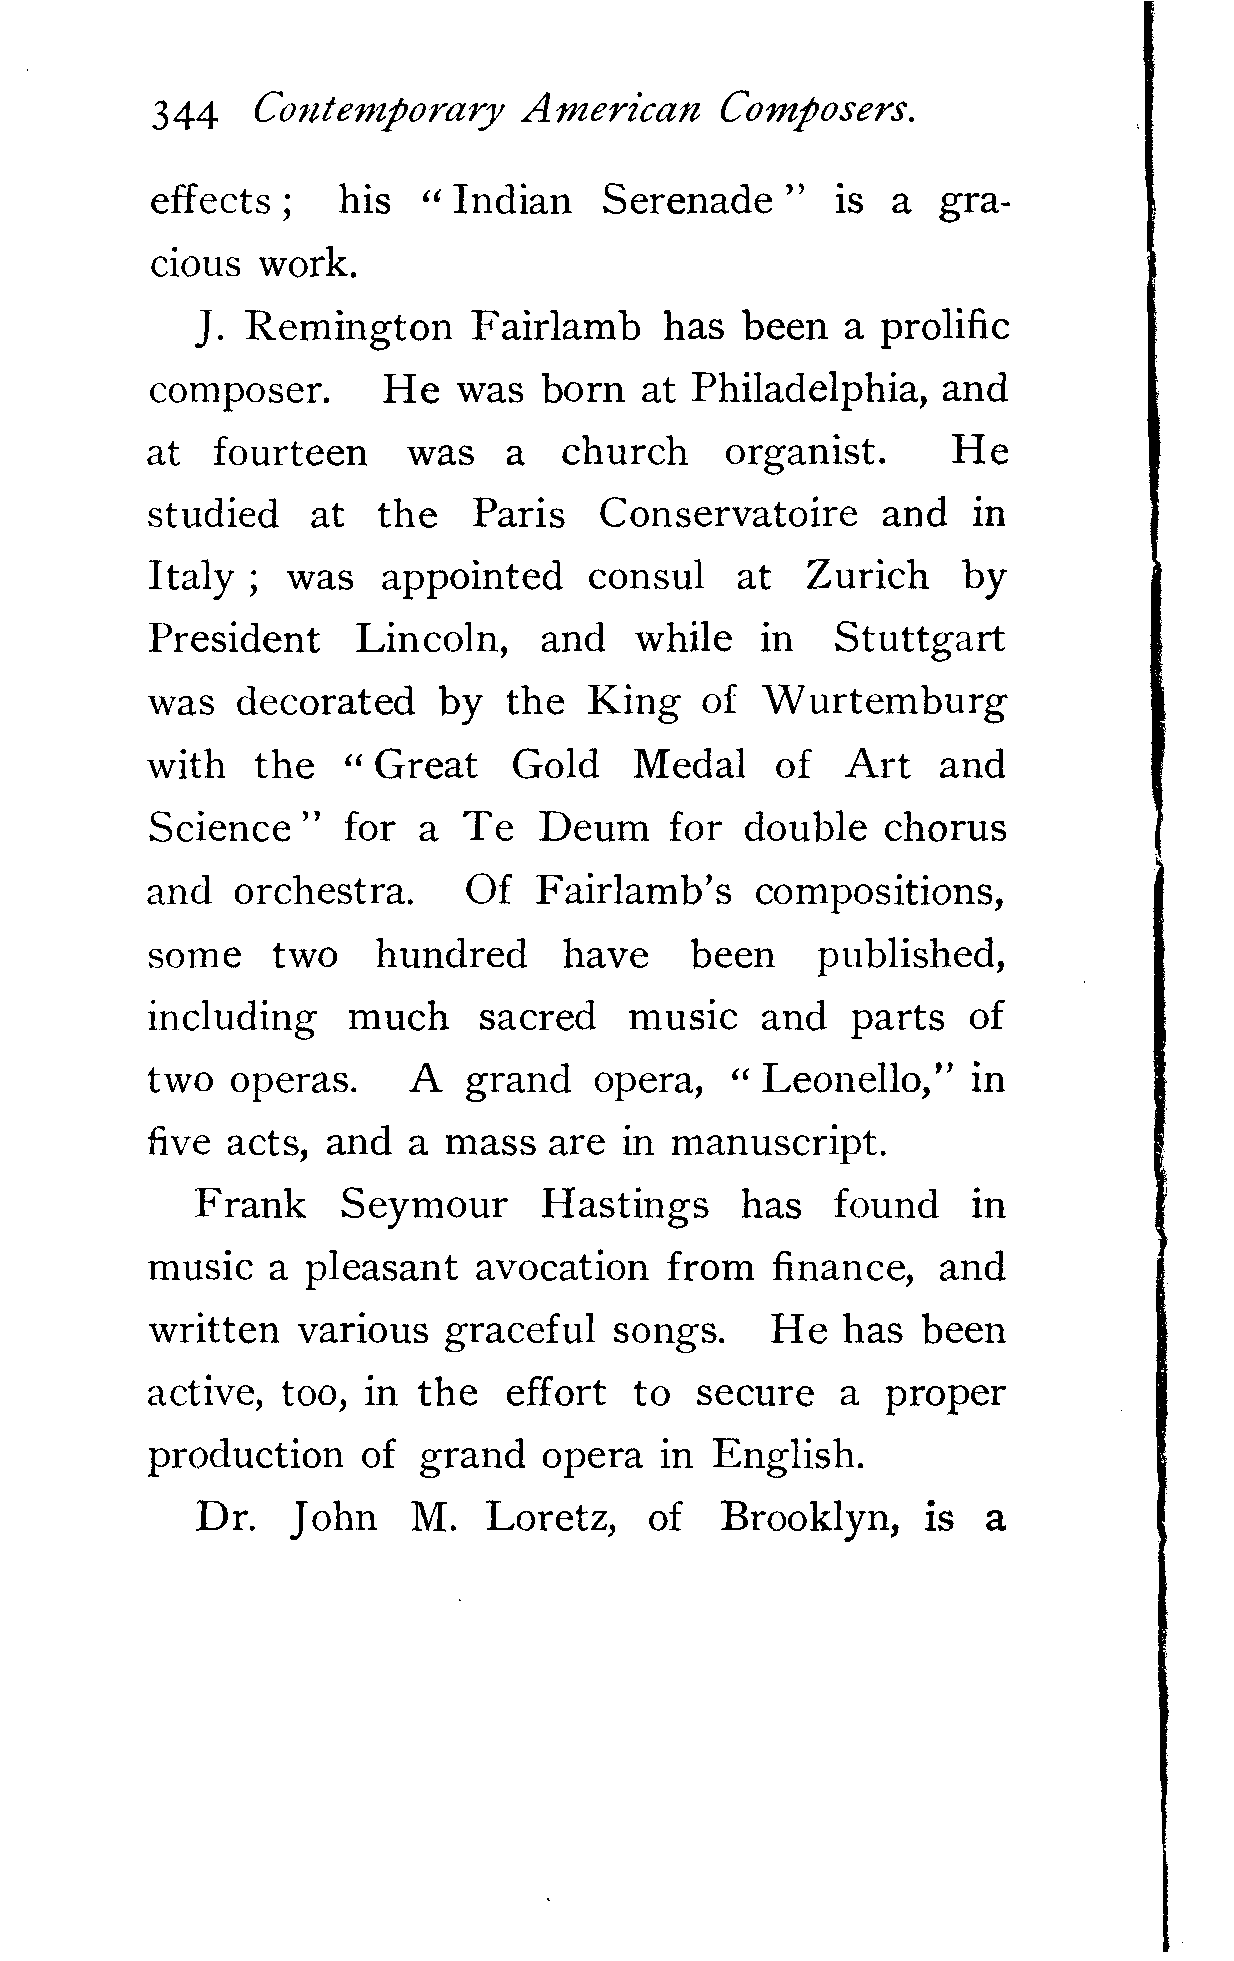 344 Contemporary American Composers.
effects ; his " Indian Serenade " is a gra-
cious work.
J. Remington Fairlamb has been a prolific
composer. He was born at Philadelphia, and
at fourteen was a church organist. He
studied at the Paris Conservatoire and in
Italy ; was appointed consul at Zurich by
President Lincoln, and while in Stuttgart
was decorated by the King of Wurtemburg
with the " Great Gold Medal of Art and
Science " for a Te Deum for double chorus
and orchestra. Of Fairlamb's compositions,
some two hundred have been published,
including much sacred music and parts of
two operas. A grand opera, " Leonello," in
five acts, and a mass are in manuscript.
Frank Seymour Hastings has found in
music a pleasant avocation from finance, and
written various graceful songs. He has been
active, too, in the effort to secure a proper
production of grand opera in English.
Dr. John M. Loretz, of Brooklyn, is a